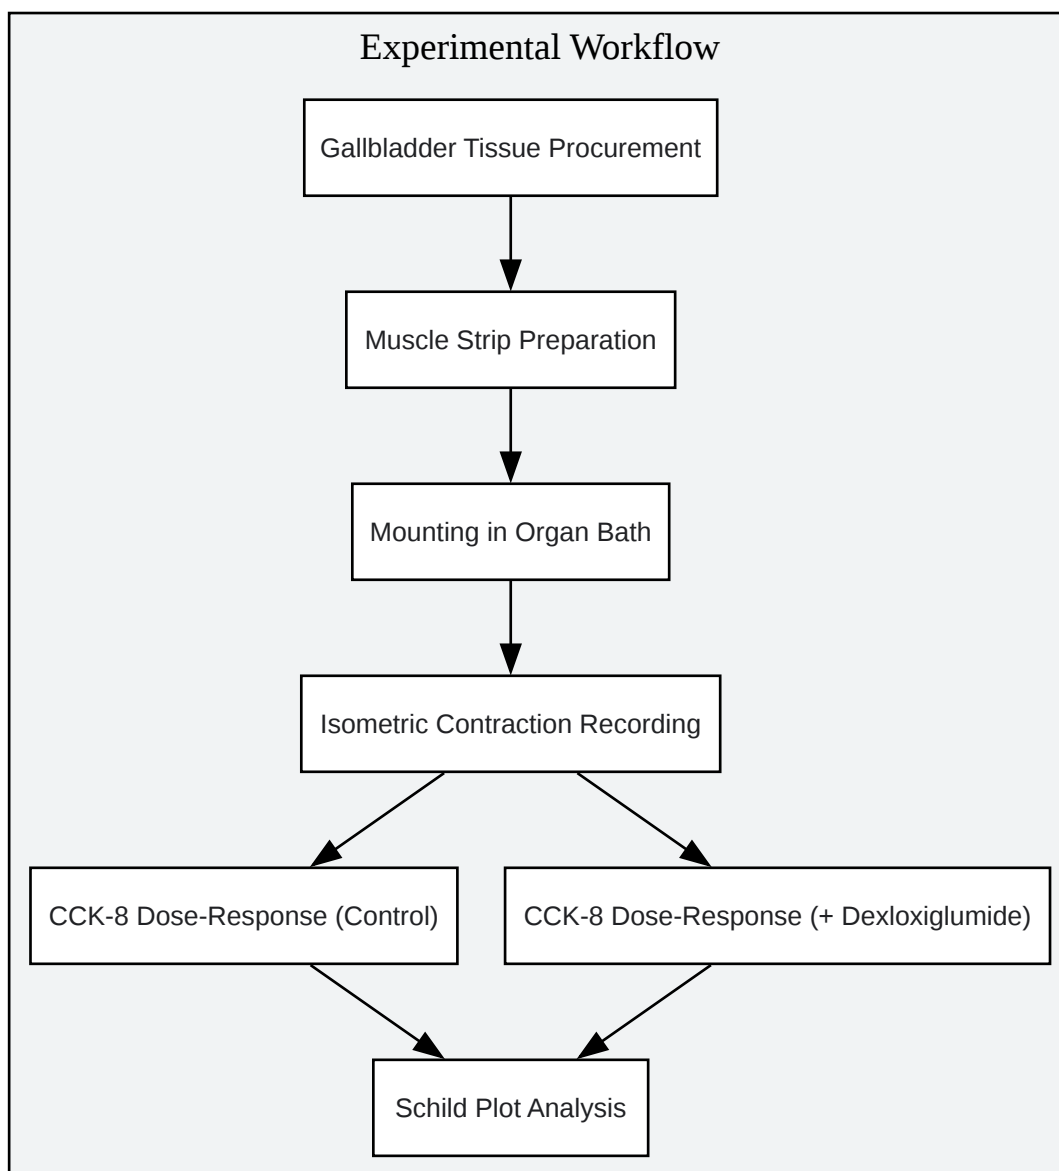 Experimental Workflow
Gallbladder Tissue Procurement
Muscle Strip Preparation
Mounting in Organ Bath
Isometric Contraction Recording
CCK-8 Dose-Response (Control)
CCK-8 Dose-Response (+ Dexloxiglumide)
Schild Plot Analysis